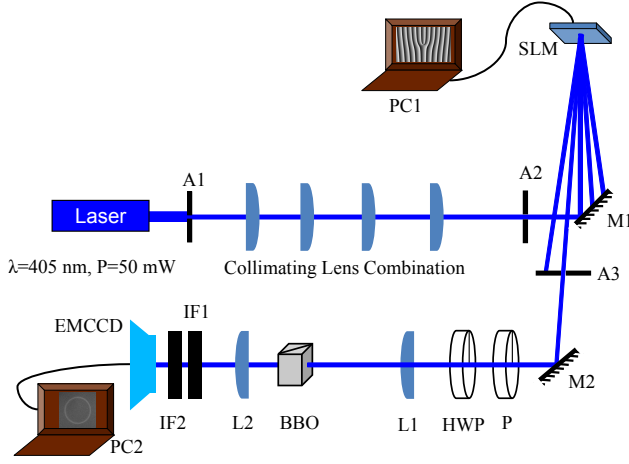 SLM
PC1
A1
A2
Laser
M1
λ=405 nm, P=50 mW
Collimating Lens Combination
A3
EMCCD
IF1
M2
IF2
L2
BBO
L1
HWP
P
PC2